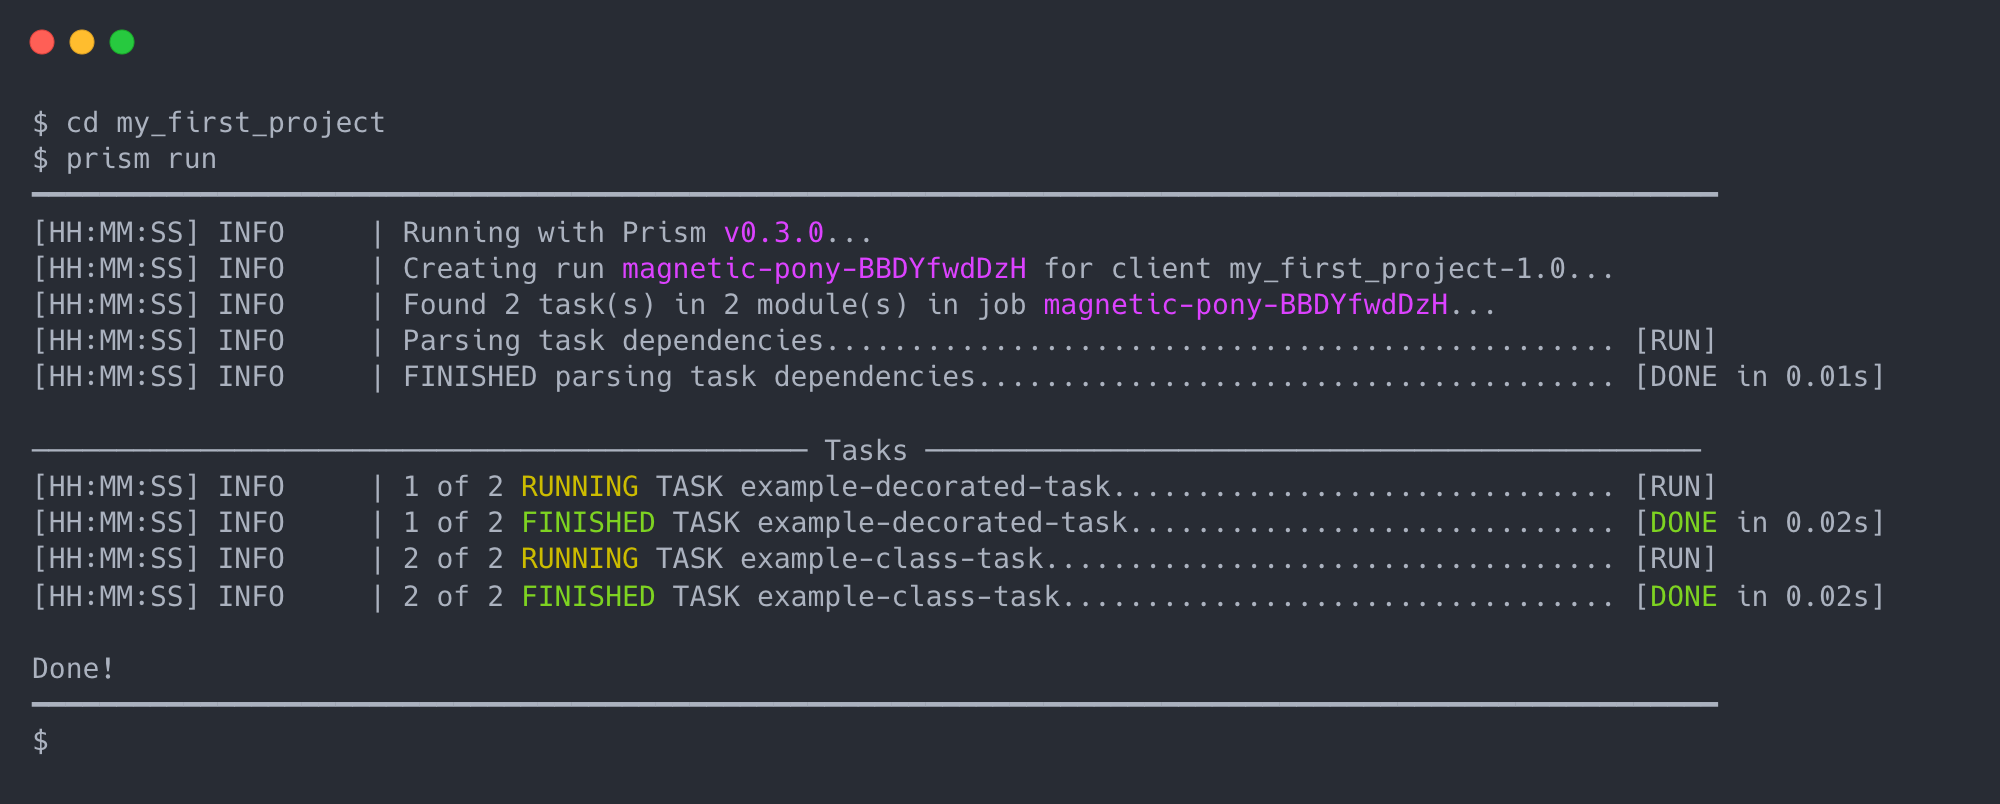 $ cd my_first_project
$ prism run
[HH:MM:SS] INFO     | Running with Prism v0.3.0...
[HH:MM:SS] INFO     | Creating run magnetic-pony-BBDYfwdDzH for client my_first_project-1.0...
[HH:MM:SS] INFO     | Found 2 task(s) in 2 module(s) in job magnetic-pony-BBDYfwdDzH...
[HH:MM:SS] INFO     | Parsing task dependencies............................................... [RUN]
[HH:MM:SS] INFO     | FINISHED parsing task dependencies...................................... [DONE in 0.01s]
Tasks
[HH:MM:SS] INFO     | 1 of 2 RUNNING TASK example-decorated-task.............................. [RUN]
[HH:MM:SS] INFO     | 1 of 2 FINISHED TASK example-decorated-task............................. [DONE in 0.02s]
[HH:MM:SS] INFO     | 2 of 2 RUNNING TASK example-class-task.................................. [RUN]
[HH:MM:SS] INFO     | 2 of 2 FINISHED TASK example-class-task................................. [DONE in 0.02s]
Done!
$